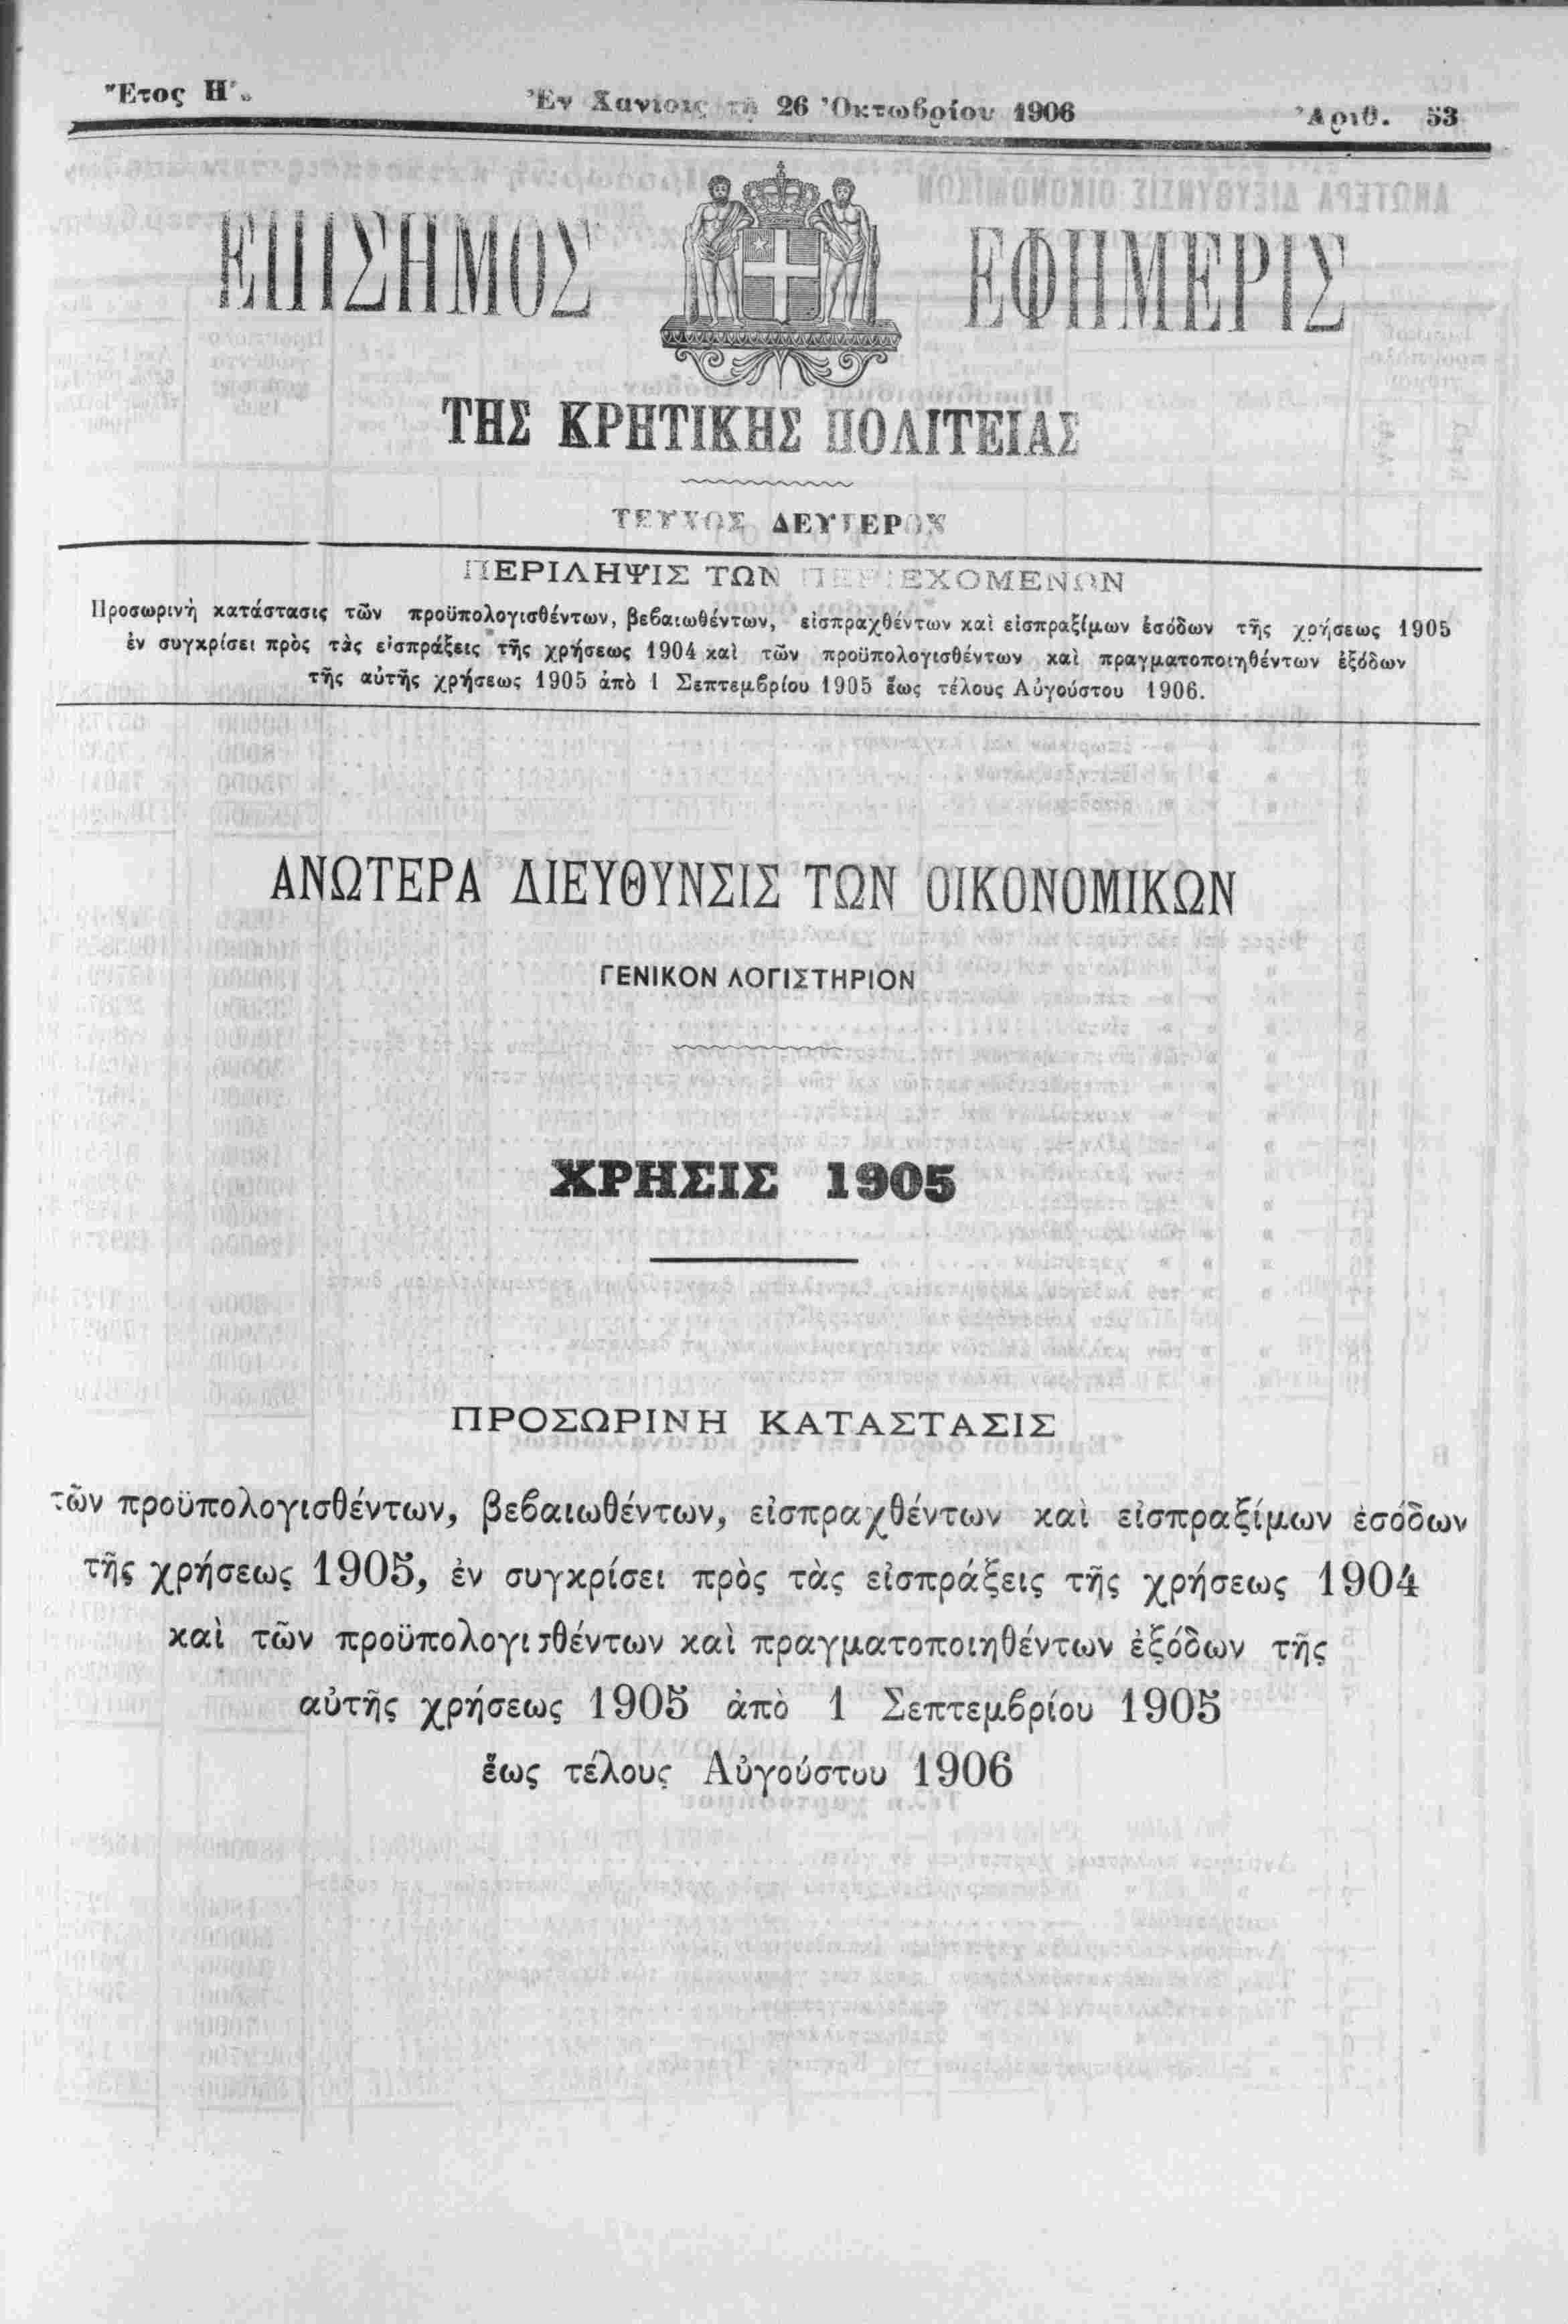 Ἔτος Η΄.
Ἐν Χανίοις τῇ 26 Ὀκτωβρίου 1906
Ἀριθ. 53
ΕΠΙΣΗΜΟΣ ΕΦΗΜΕΡΙΣ
ΤΗΣ ΚΡΗΤΙΚΗΣ ΠΟΛΙΤΕΙΑΣ
ΤΕΥΧΟΣ ΔΕΥΤΕΡΟΝ
ΠΕΡΙΛΗΨΙΣ ΤΩΝ ΠΕΡΙΕΧΟΜΕΝΩΝ
Προσωρινὴ κατάστασις τῶν προϋπολογισθέντων, βεβαιωθέντων, εἰσπραχθέντων καὶ εἰσπραξίμων ἐσόδων τῆς χρήσεως 1905
ἐν συγκρίσει πρὸς τὰς εἰσπράξεις τῆς χρήσεως 1904 καὶ τῶν προϋπολογισθέντων καὶ πραγματοποιηθέντων ἐξόδων
τῆς αὐτῆς χρήσεως 1905 ἀπὸ 1 Σεπτεμβρίου 1905 ἕως τέλους Αὐγούστου 1906.
ΑΝΩΤΕΡΑ ΔΙΕΥΘΥΝΣΙΣ ΤΩΝ ΟΙΚΟΝΟΜΙΚΩΝ
ΓΕΝΙΚΟΝ ΛΟΓΙΣΤΗΡΙΟΝ
ΧΡΗΣΙΣ 1905
ΠΡΟΣΩΡΙΝΗ ΚΑΤΑΣΤΑΣΙΣ
τῶν προϋπολογισθέντων, βεβαιωθέντων, εἰσπραχθέντων καὶ εἰσπραξίμων ἐσόδων
τῆς χρήσεως 1905, ἐν συγκρίσει πρὸς τὰς εἰσπράξεις τῆς χρήσεως 1904
καὶ τῶν προϋπολογισθέντων καὶ πραγματοποιηθέντων ἐξόδων τῆς
αὐτῆς χρήσεως 1905 ἀπὸ 1 Σεπτεμβρίου 1905
ἕως τέλους Αὐγούστου 1906